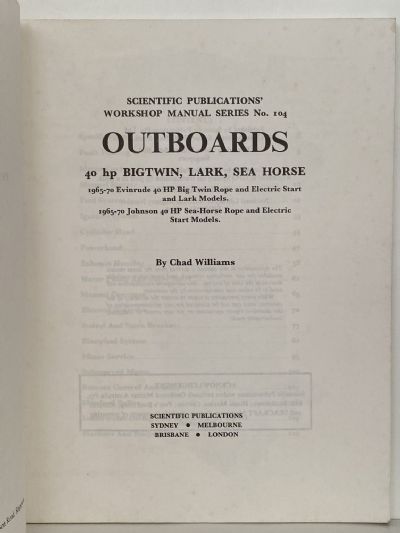 SCIENTIFIC PUBLICATIONS'
WORKSHOP MANUAL SERIES No. 104
OUTBOARDS
40 hp BIGTWIN, LARK, SEA HORSE
1965-70 Evinrude 40 HP Big Twin Rope and Electric Start
and Lark Models.
1965-70 Johnson 40 HP Sea-Horse Rope and Electric
Start Models.
By Chad Williams
SCIENTIFIC PUBLICATIONS
SYDNEY ● MELBOURNE
BRISBANE ● LONDON